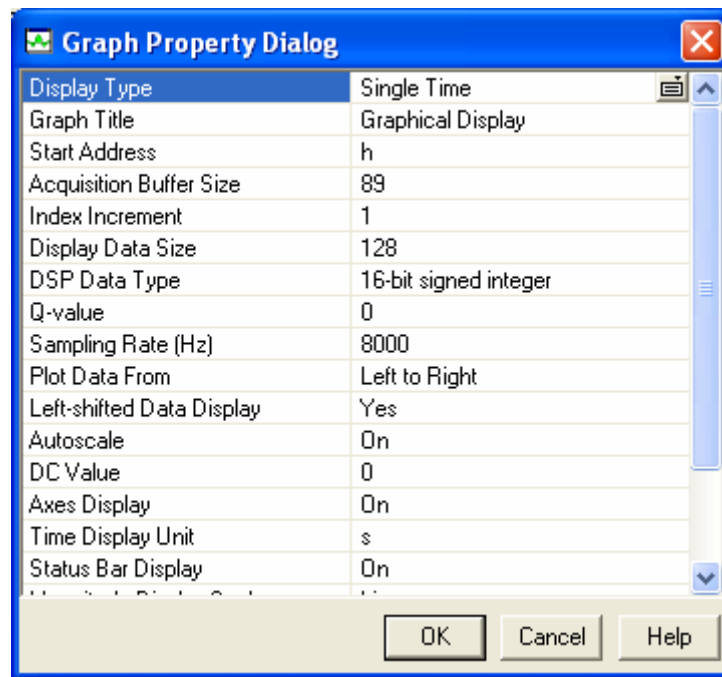 Graph Property Dialog
Display Type Single Time
Graph Title Graphical Display
Start Address h
Acquisition Buffer Size 89
Index Increment 1
Display Data Size 128
DSP Data Type 16-bit signed integer
Q-value 0
Sampling Rate (Hz) 8000
Plot Data From Left to Right
Left-shifted Data Display Yes
Autoscale On
DC Value 0
Axes Display On
Time Display Unit s
Status Bar Display On
OK Cancel Help